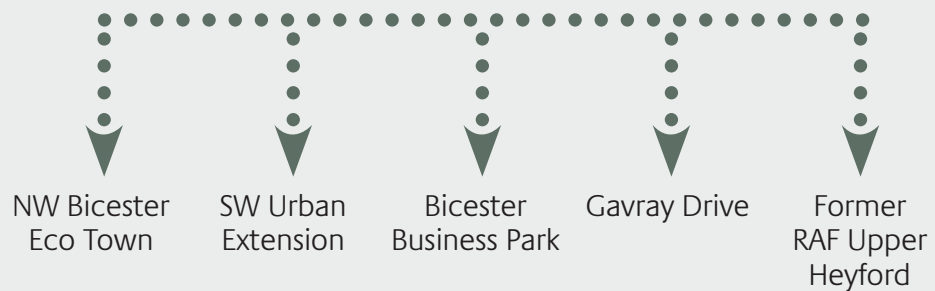 NW Bicester
Eco Town
SW Urban
Extension
Bicester
Business Park
Gavray Drive
Former
RAF Upper
Heyford